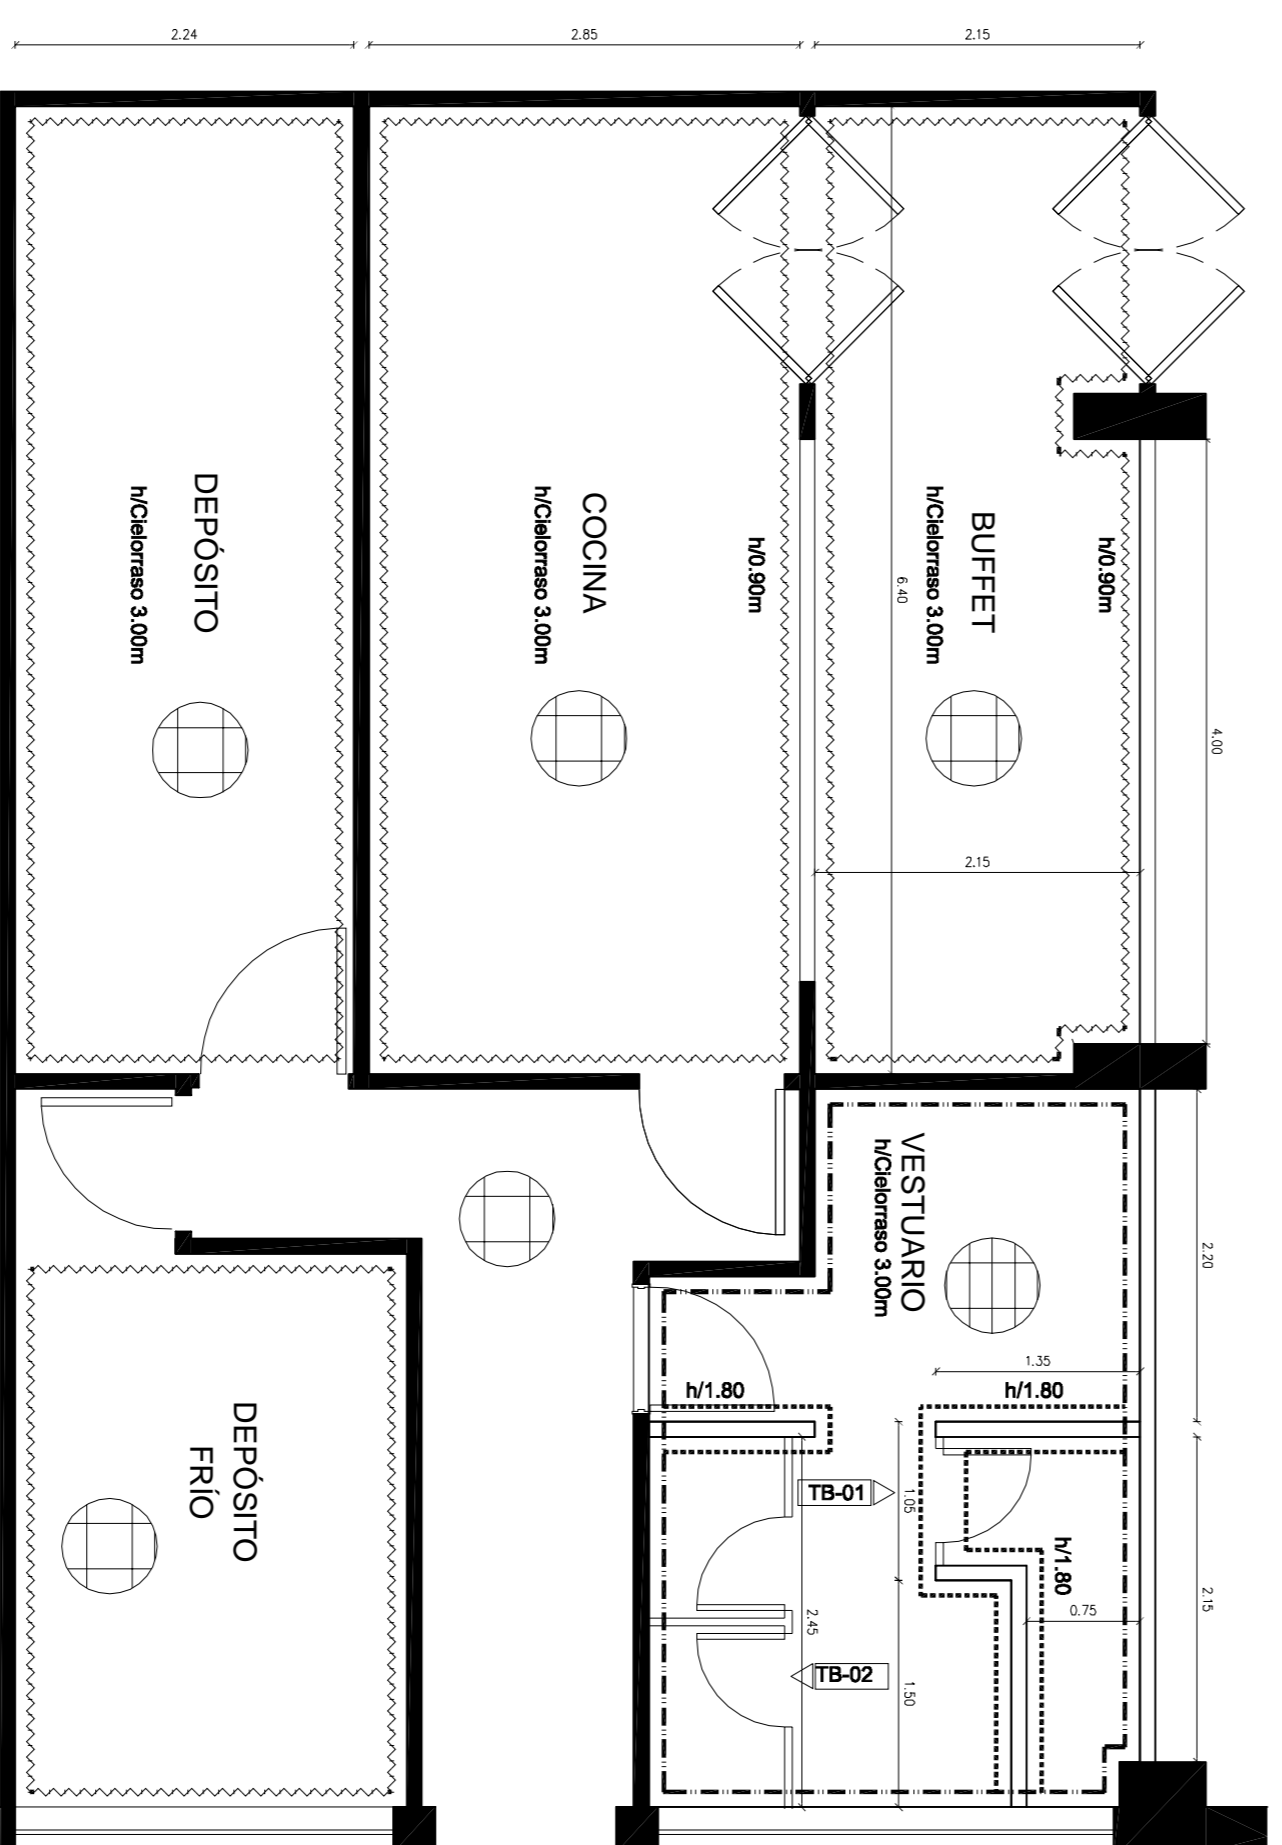 2.24
2.85
2.15
DEPÓSITO
h/Cielorraso 3.00m
COCINA
h/Cielorraso 3.00m
h/0.90m
BUFFET
h/Cielorraso 3.00m
h/0.90m
6.40
4.00
2.15
VESTUARIO
h/Cielorraso 3.00m
2.20
1.35
h/1.80
h/1.80
TB-01
1.05
h/1.80
2.15
0.75
2.45
TB-02
1.50
DEPÓSITO
FRÍO